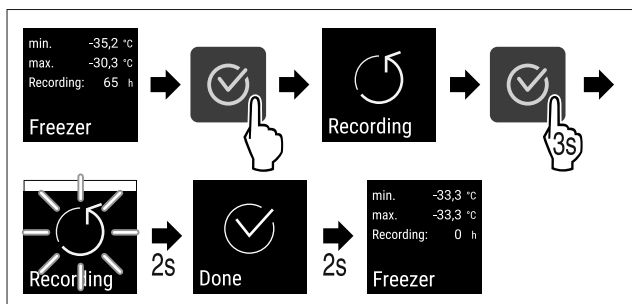 min. -35,2 °C
max. -30,3 °C
Recording: 65 h
Freezer
Recording
3s
Recording
2s
Done
2s
min. -33,3 °C
max. -33,3 °C
Recording: 0 h
Freezer